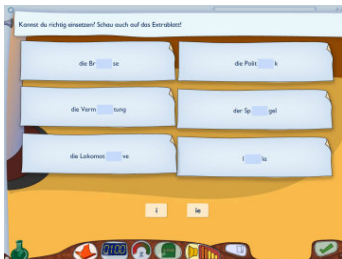 Kannst du richtig einsetzen? Schau auch auf das Extrablatt!
die Br se
die Polit k
die Verm tung
der Sp gel
die Lokomot ve
l la
i
ie